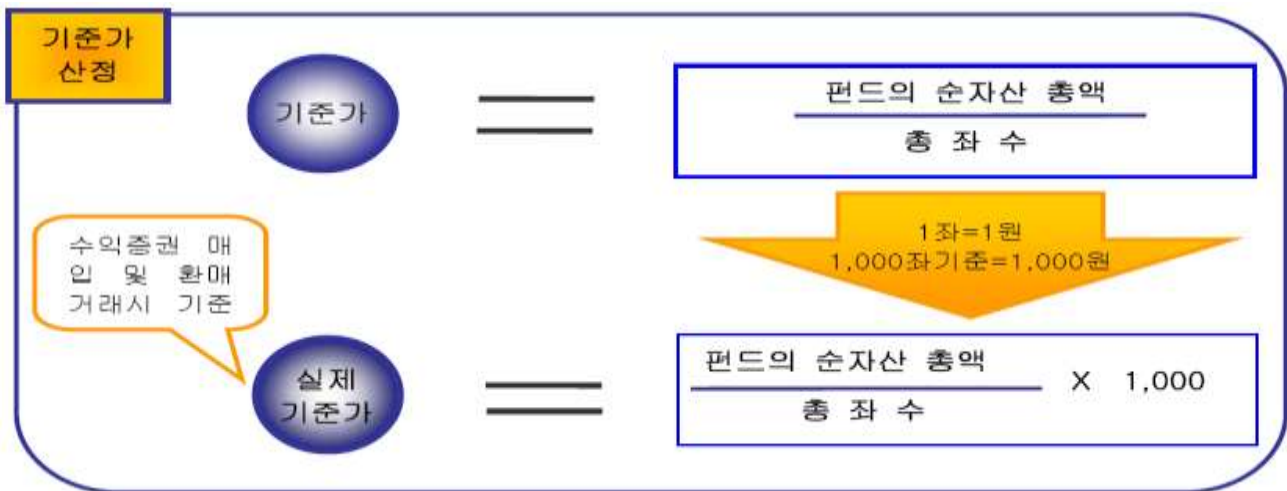 기준가
산정
기준가
펀드의 순자산 총액
총 좌 수
1좌=1원
1,000좌기준=1,000원
수익증권 매
입 및 환매
거래시 기준
실제
기준가
펀드의 순자산 총액
총 좌 수
X 1,000